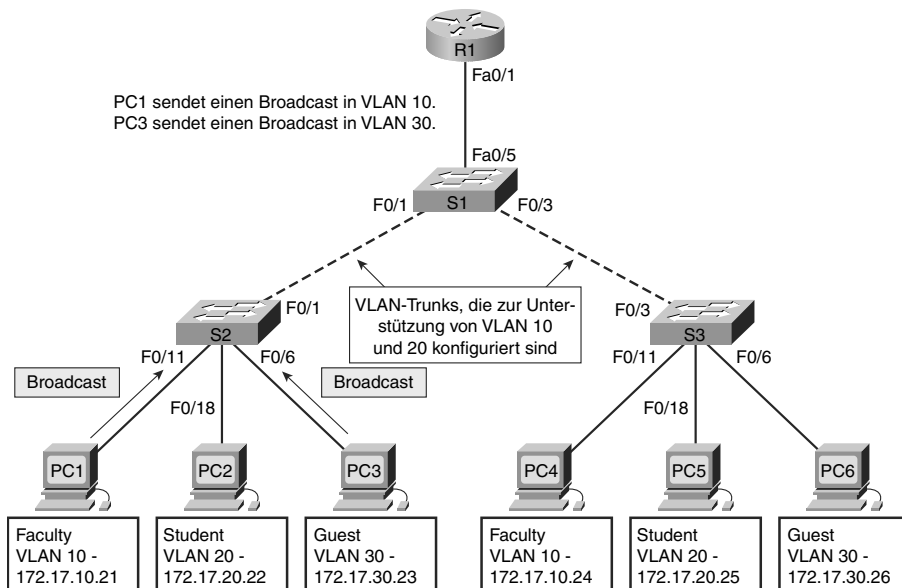 R1
Fa0/1
PC1 sendet einen Broadcast in VLAN 10.
PC3 sendet einen Broadcast in VLAN 30.
Fa0/5
S1
F0/1
F0/3
VLAN-Trunks, die zur Unter-
stützung von VLAN 10
und 20 konfiguriert sind
F0/1
F0/3
S2
S3
F0/11
F0/6
F0/11
F0/6
Broadcast
Broadcast
F0/18
F0/18
PC1
PC2
PC3
PC4
PC5
PC6
Faculty
VLAN 10 -
172.17.10.21
Student
VLAN 20 -
172.17.20.22
Guest
VLAN 30 -
172.17.30.23
Faculty
VLAN 10 -
172.17.10.24
Student
VLAN 20 -
172.17.20.25
Guest
VLAN 30 -
172.17.30.26